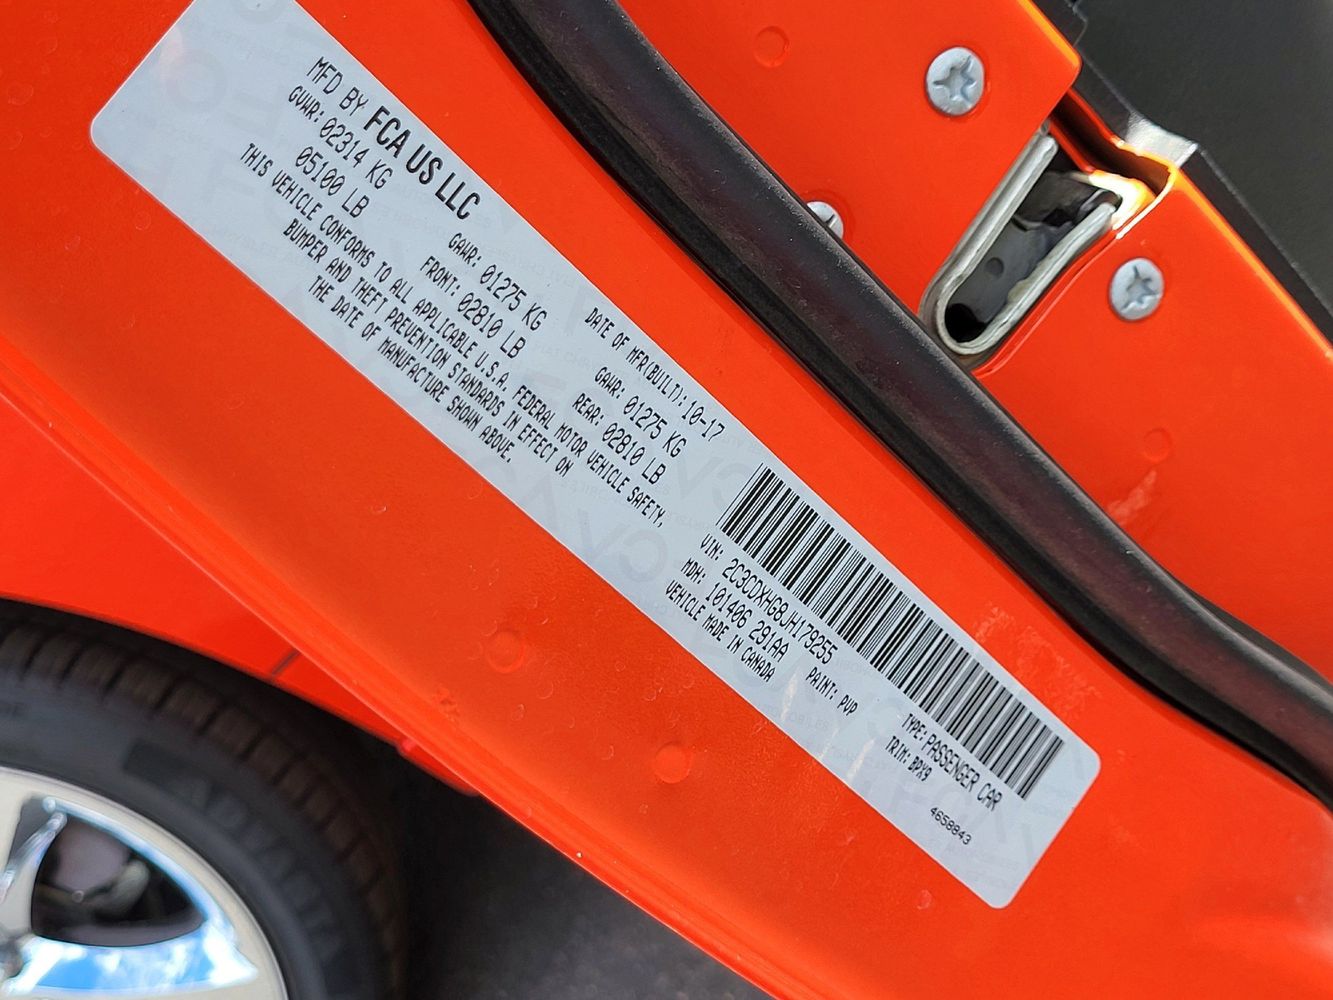 MFD BY FCA US LLC
GVWR: 02314 KG
05100 LB
GAWR: 01275 KG
FRONT: 02810 LB
DATE OF MFR(BUILT):10-17
GAWR: 01275 KG
REAR: 02810 LB
THIS VEHICLE CONFORMS TO ALL APPLICABLE U.S.A. FEDERAL MOTOR VEHICLE SAFETY,
BUMPER AND THEFT PREVENTION STANDARDS IN EFFECT ON
THE DATE OF MANUFACTURE SHOWN ABOVE.
VIN: 2C3CDXHG8JH179255
TYPE: PASSENGER CAR
MDH: 101406 291AA
PAINT: PVP
TRIM: BPX9
VEHICLE MADE IN CANADA
4658843